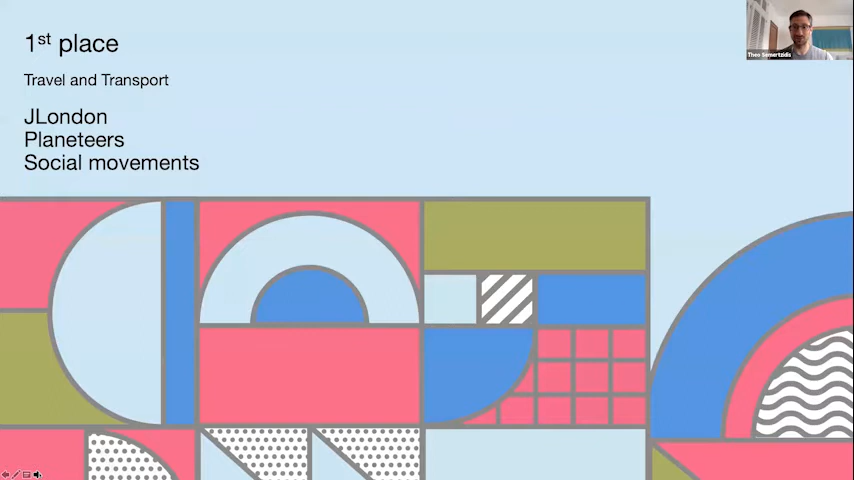 1st place
Travel and Transport
JLondon
Planeteers
Social movements
Theo Semertzidis